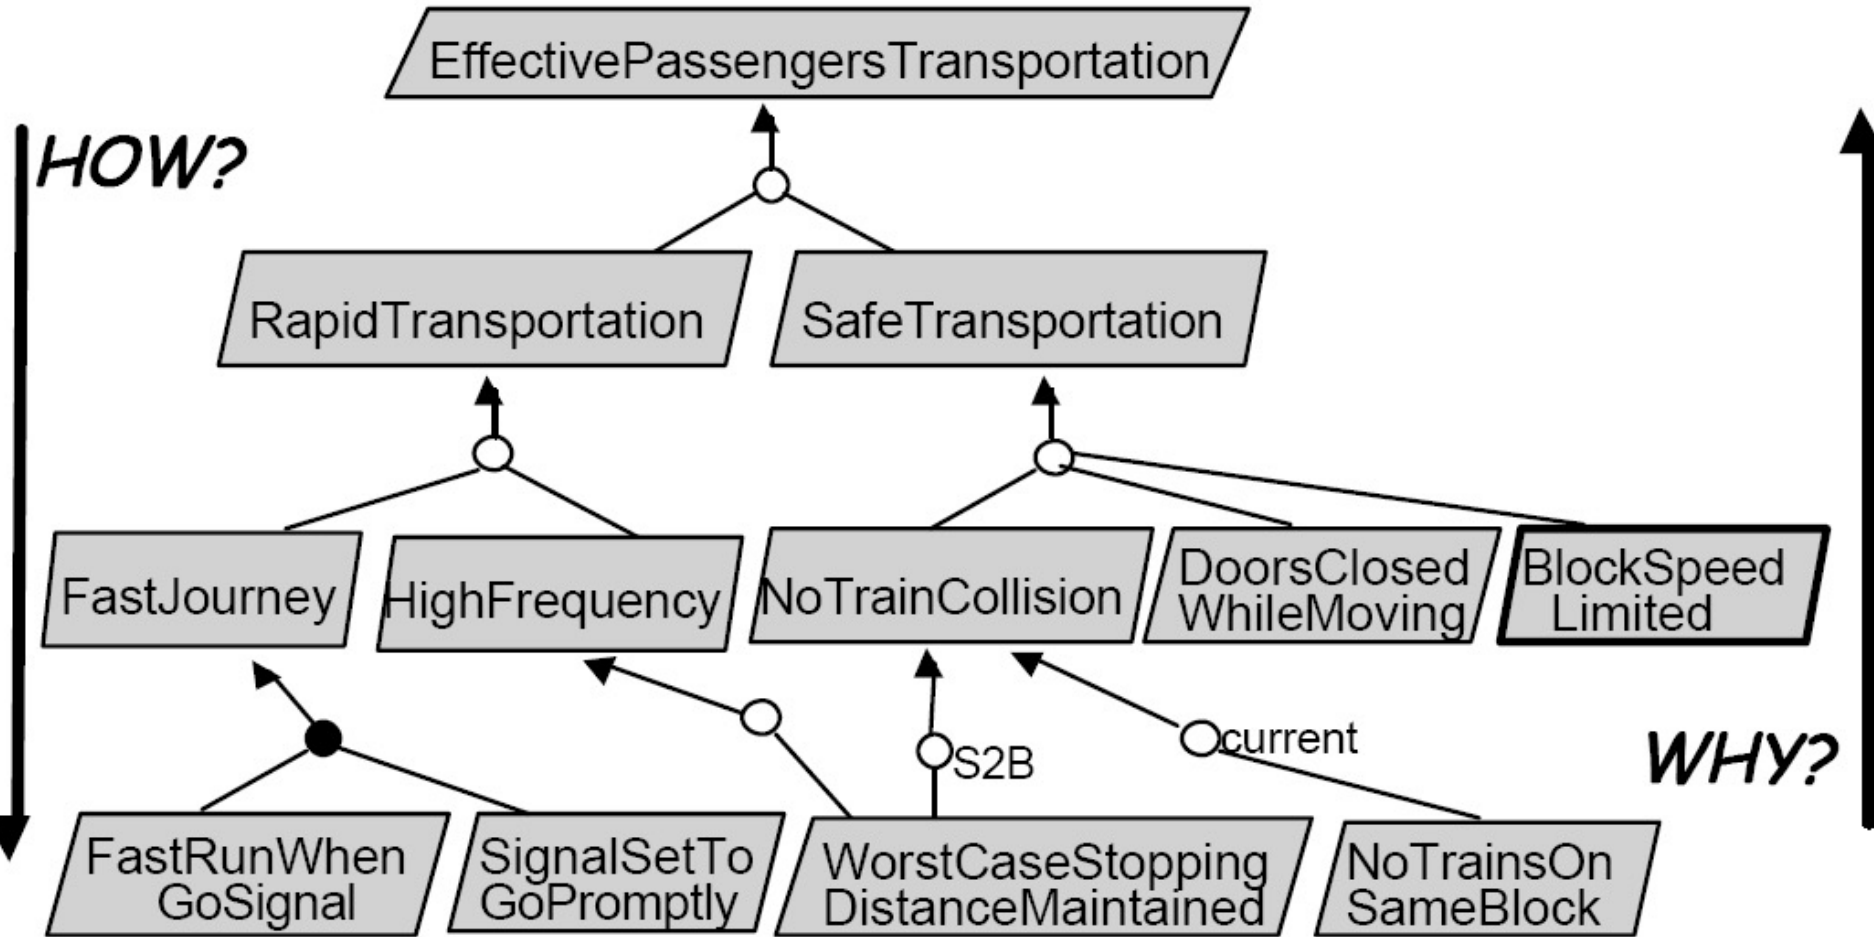 EffectivePassengersTransportation
HOW?
RapidTransportation
SafeTransportation
FastJourney
HighFrequency
NoTrainCollision
DoorsClosed
WhileMoving
BlockSpeed
Limited
S2B
current
WHY?
FastRunWhen
GoSignal
SignalSetTo
GoPromptly
WorstCaseStopping
DistanceMaintained
NoTrainsOn
SameBlock